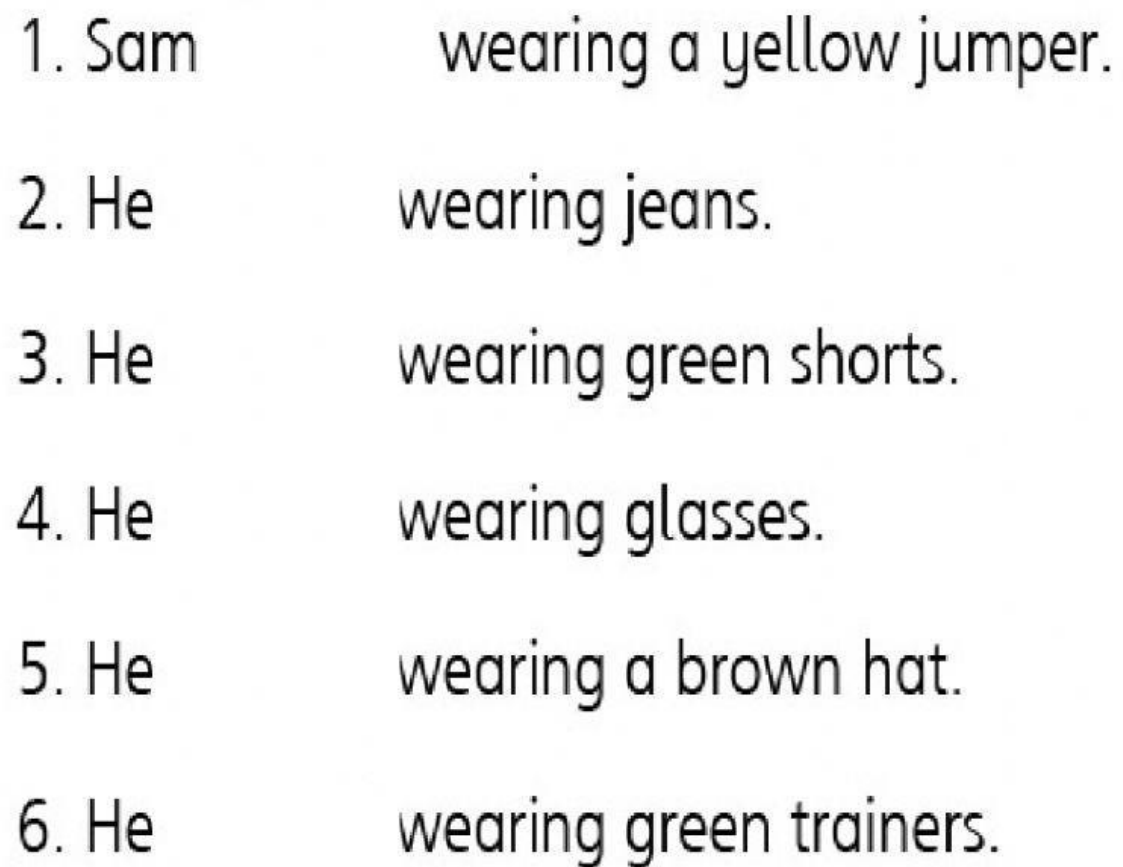 1. Sam wearing a yellow jumper.
2. He wearing jeans.
3. He wearing green shorts.
4. He wearing glasses.
5. He wearing a brown hat.
6. He wearing green trainers.